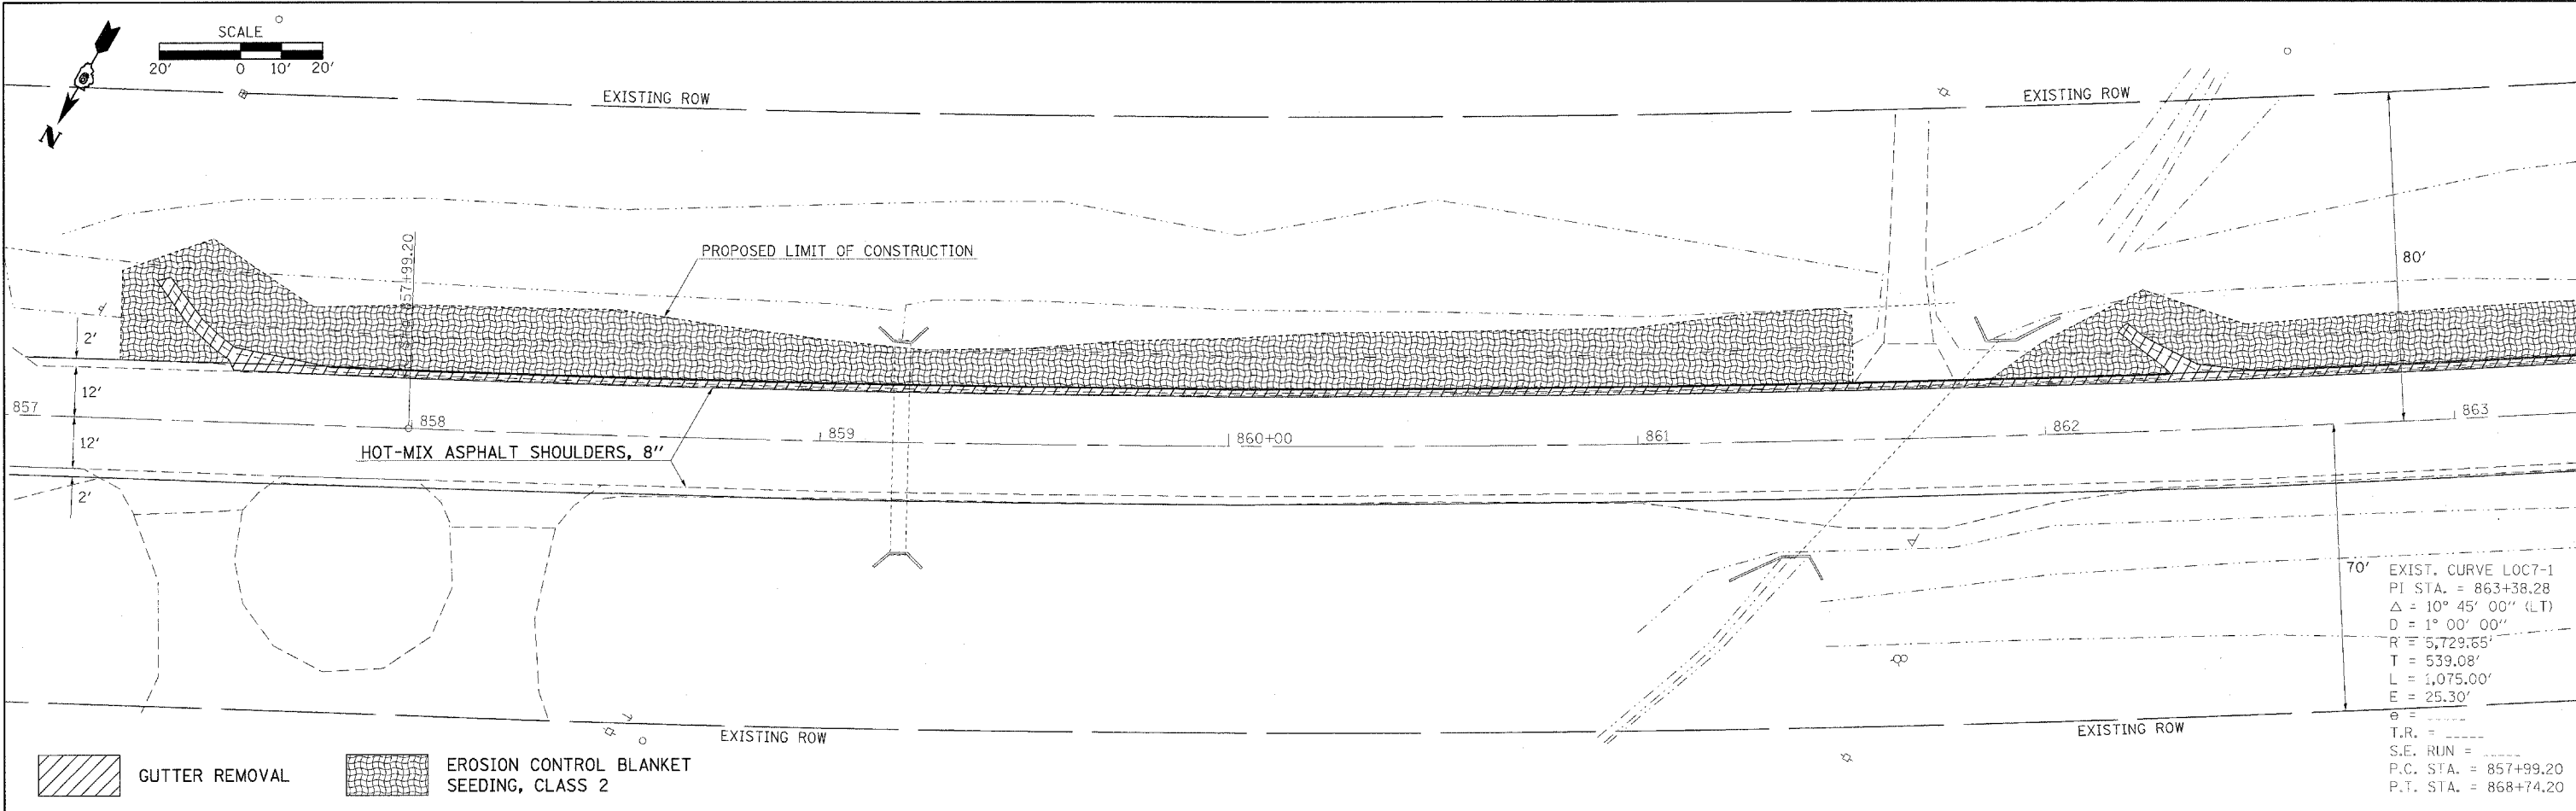 SCALE
20' 0 10' 20'
N
EXISTING ROW
EXISTING ROW
PROPOSED LIMIT OF CONSTRUCTION
857+99.20
80'
2'
12'
857
858
859
860+00
861
862
863
12'
HOT-MIX ASPHALT SHOULDERS, 8"
2'
70'
EXIST. CURVE LOC7-1
PI STA. = 863+38.28
Δ = 10° 45' 00" (LT)
D = 1° 00' 00"
R = 5,729.65'
T = 539.08'
L = 1,075.00'
E = 25.30'
e = _____
T.R. = _____
S.E. RUN = _____
P.C. STA. = 857+99.20
P.T. STA. = 868+74.20
EXISTING ROW
EXISTING ROW
GUTTER REMOVAL
EROSION CONTROL BLANKET
SEEDING, CLASS 2